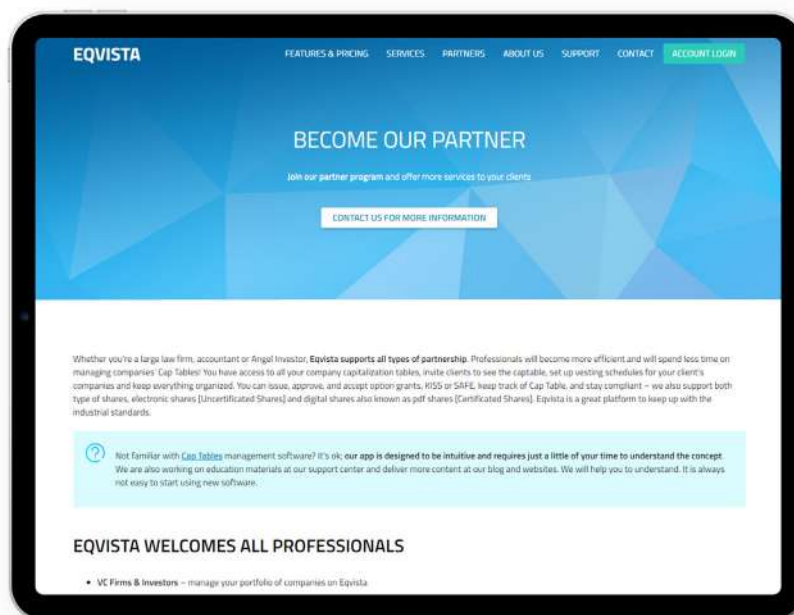 EQVISTA
FEATURES & PRICING SERVICES PARTNERS ABOUT US SUPPORT CONTACT ACCOUNT LOGIN
BECOME OUR PARTNER
Join our partner program and offer more services to your clients
CONTACT US FOR MORE INFORMATION
Whether you're a large law firm, accountant or Angel Investor, Eqvista supports all types of partnership. Professionals will become more efficient and will spend less time on
managing companies' Cap Tables! You have access to all your company capitalization tables, invite clients to see the captable, set up vesting schedules for your client's
companies and keep everything organized. You can issue, approve, and accept option grants, KISS or SAFE, keep track of Cap Table, and stay compliant – we also support both
type of shares, electronic shares [Uncertificated Shares] and digital shares also known as pdf shares [Certificated Shares]. Eqvista is a great platform to keep up with the
industrial standards.
Not familiar with Cap Tables management software? It's ok, our app is designed to be intuitive and requires just a little of your time to understand the concept.
We are also working on education materials at our support center and deliver more content at our blog and websites. We will help you to understand. It is always
not easy to start using new software.
EQVISTA WELCOMES ALL PROFESSIONALS
• VC Firms & Investors – manage your portfolio of companies on Eqvista